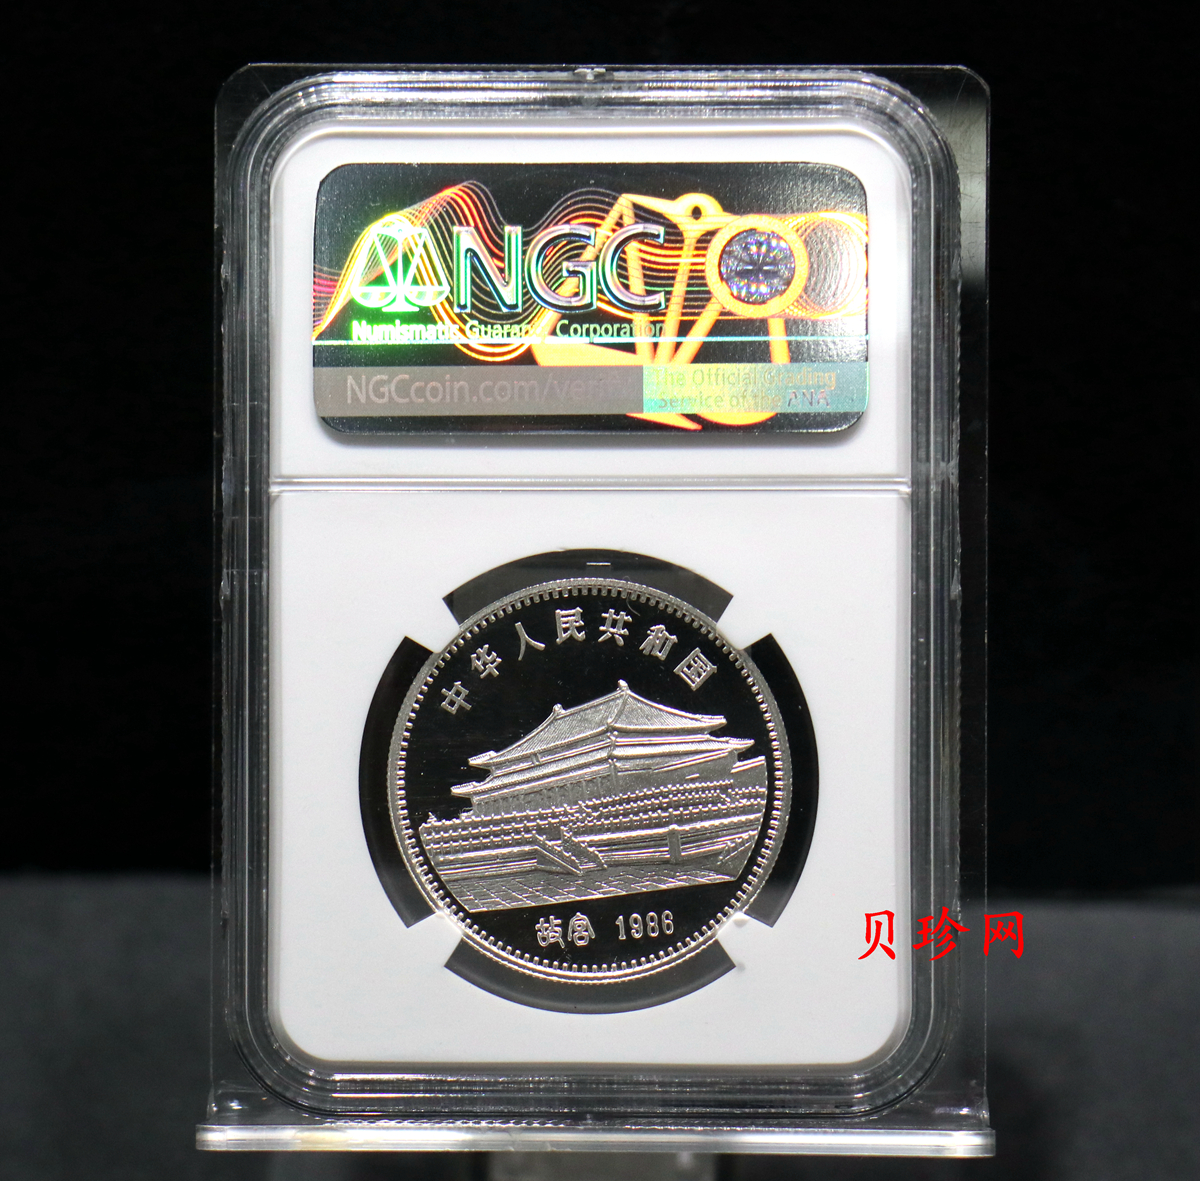 NGC
Numismatic Guaranty Corporation
NGCcoin.com/verify
The Official Grading
Service of the ANA
中华人民共和国
故宫 1986
贝珍网